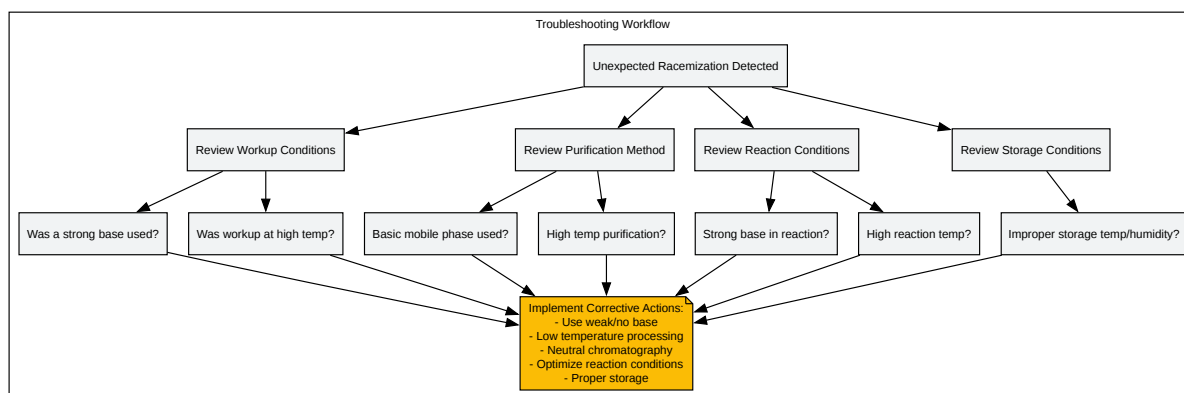 Troubleshooting Workflow
Unexpected Racemization Detected
Review Workup Conditions
Review Purification Method
Review Reaction Conditions
Review Storage Conditions
Was a strong base used?
Was workup at high temp?
Basic mobile phase used?
High temp purification?
Strong base in reaction?
High reaction temp?
Improper storage temp/humidity?
Implement Corrective Actions:
- Use weak/no base
- Low temperature processing
- Neutral chromatography
- Optimize reaction conditions
- Proper storage